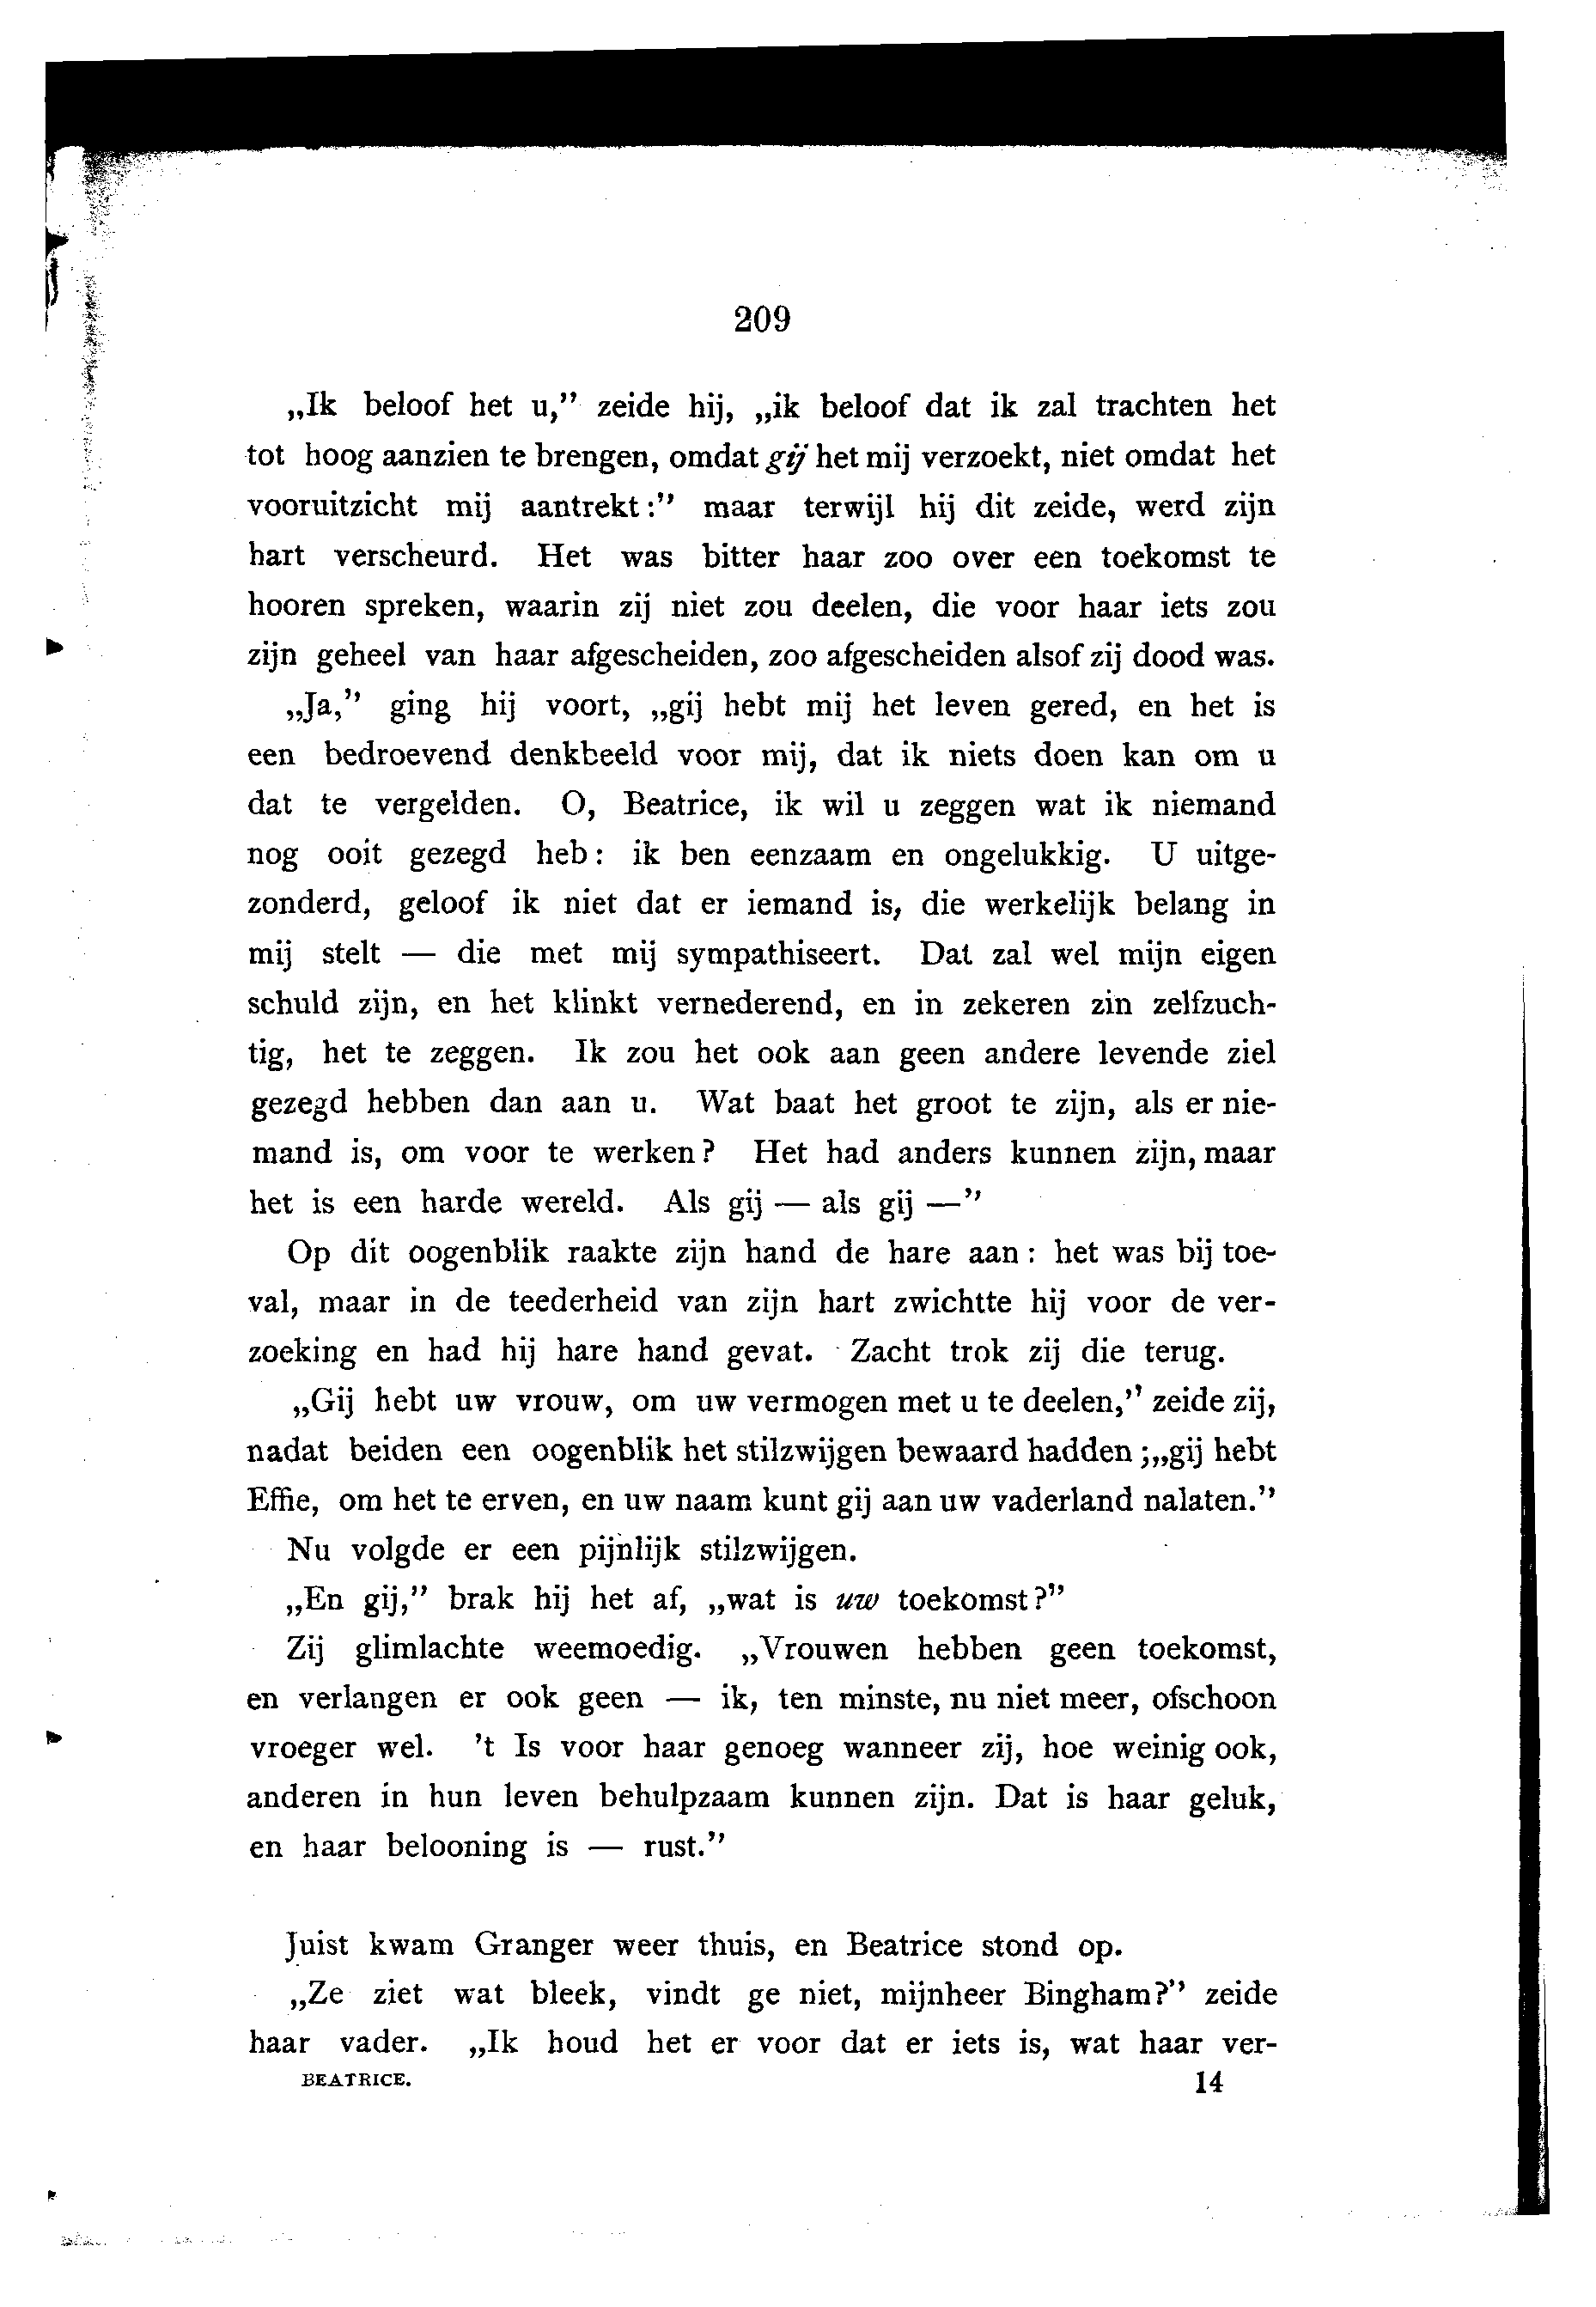 209
„Ik beloof het u,” zeide hij, „ik beloof dat ik zal trachten het
tot hoog aanzien te brengen, omdat gij het mij verzoekt, niet omdat het
vooruitzicht mij aantrekt:” maar terwijl hij dit zeide, werd zijn
hart verscheurd. Het was bitter haar zoo over een toekomst te
hooren spreken, waarin zij niet zou deelen, die voor haar iets zou
zijn geheel van haar afgescheiden, zoo afgescheiden alsof zij dood was.
„Ja,” ging hij voort, „gij hebt mij het leven gered, en het is
een bedroevend denkbeeld voor mij, dat ik niets doen kan om u
dat te vergelden. O, Beatrice, ik wil u zeggen wat ik niemand
nog ooit gezegd heb: ik ben eenzaam en ongelukkig. U uitge-
zonderd, geloof ik niet dat er iemand is, die werkelijk belang in
mij stelt — die met mij sympathiseert. Dat zal wel mijn eigen
schuld zijn, en het klinkt vernederend, en in zekeren zin zelfzuch-
tig, het te zeggen. Ik zou het ook aan geen andere levende ziel
gezegd hebben dan aan u. Wat baat het groot te zijn, als er nie-
mand is, om voor te werken? Het had anders kunnen zijn, maar
het is een harde wereld. Als gij — als gij —”
Op dit oogenblik raakte zijn hand de hare aan: het was bij toe-
val, maar in de teederheid van zijn hart zwichtte hij voor de ver-
zoeking en had hij hare hand gevat. Zacht trok zij die terug.
„Gij hebt uw vrouw, om uw vermogen met u te deelen,” zeide zij,
nadat beiden een oogenblik het stilzwijgen bewaard hadden; „gij hebt
Effie, om het te erven, en uw naam kunt gij aan uw vaderland nalaten.”
Nu volgde er een pijnlijk stilzwijgen.
„En gij,” brak hij het af, „wat is uw toekomst?”
Zij glimlachte weemoedig. „Vrouwen hebben geen toekomst,
en verlangen er ook geen — ik, ten minste, nu niet meer, ofschoon
vroeger wel. 't Is voor haar genoeg wanneer zij, hoe weinig ook,
anderen in hun leven behulpzaam kunnen zijn. Dat is haar geluk,
en haar belooning is — rust.”
Juist kwam Granger weer thuis, en Beatrice stond op.
„Ze ziet wat bleek, vindt ge niet, mijnheer Bingham?” zeide
haar vader. „Ik houd het er voor dat er iets is, wat haar ver-
BEATRICE. 14